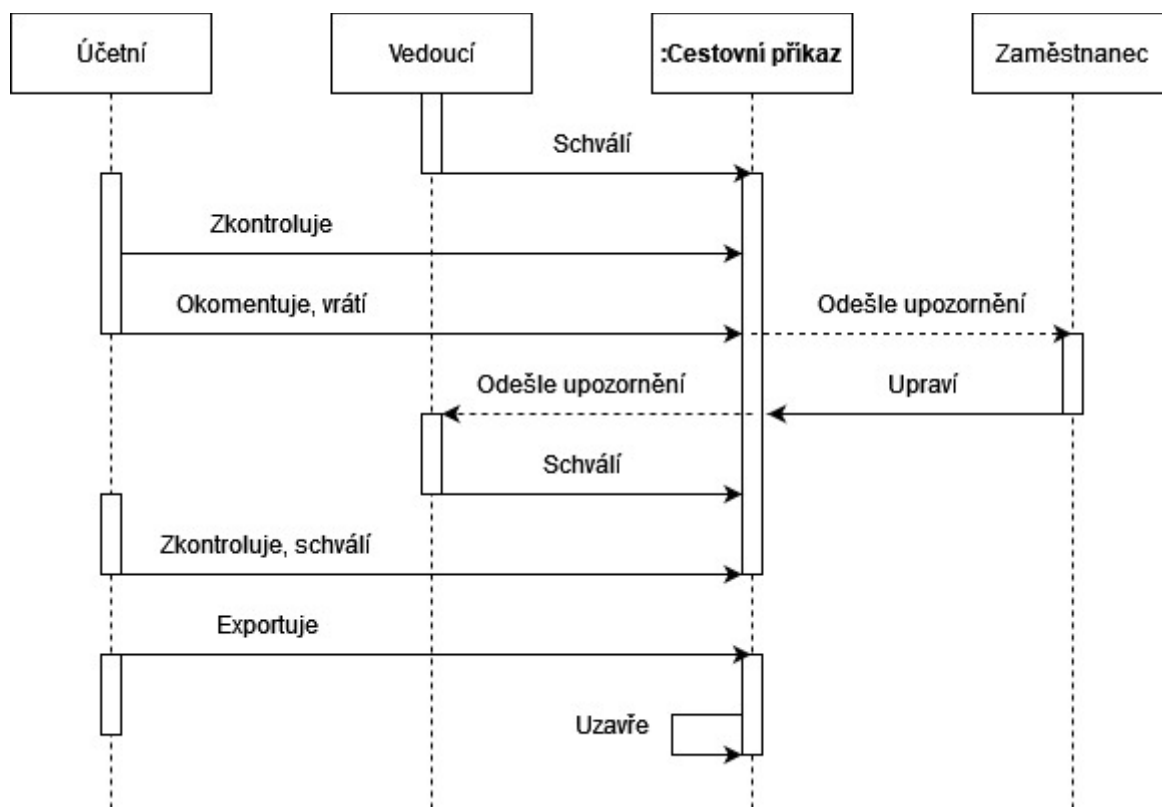 Účetní
Vedoucí
:Cestovní příkaz
Zaměstnanec
Schválí
Zkontroluje
Okomentuje, vrátí
Odešle upozornění
Odešle upozornění
Upraví
Schválí
Zkontroluje, schválí
Exportuje
Uzavře